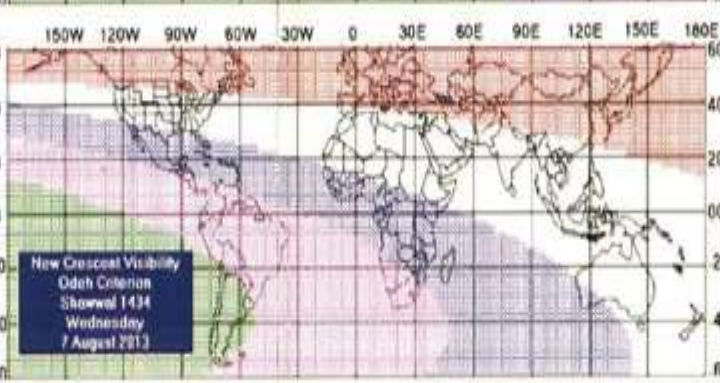 150W 120W 90W 60W 30W 0 30E 60E 90E 120E 150E 180E
New Crescent Visibility
Odeh Criterion
Shawwal 1434
Wednesday
7 August 2013